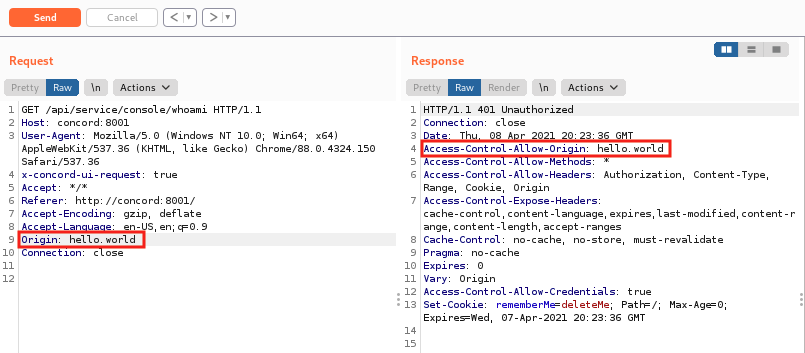 Send
Cancel
< | ▼
> | ▼
Request
Pretty Raw \n Actions
1 GET /api/service/console/whoami HTTP/1.1
2 Host: concord:8001
3 User-Agent: Mozilla/5.0 (Windows NT 10.0; Win64; x64)
AppleWebKit/537.36 (KHTML, like Gecko) Chrome/88.0.4324.150
Safari/537.36
4 x-concord-ui-request: true
5 Accept: */*
6 Referer: http://concord:8001/
7 Accept-Encoding: gzip, deflate
8 Accept-Language: en-US,en;q=0.9
9 Origin: hello.world
10 Connection: close
11
12
Response
Pretty Raw Render \n Actions
1 HTTP/1.1 401 Unauthorized
2 Connection: close
3 Date: Thu, 08 Apr 2021 20:23:36 GMT
4 Access-Control-Allow-Origin: hello.world
5 Access-Control-Allow-Methods: *
6 Access-Control-Allow-Headers: Authorization, Content-Type,
Range, Cookie, Origin
7 Access-Control-Expose-Headers:
cache-control,content-language,expires,last-modified,content-r
ange,content-length,accept-ranges
8 Cache-Control: no-cache, no-store, must-revalidate
9 Pragma: no-cache
10 Expires: 0
11 Vary: Origin
12 Access-Control-Allow-Credentials: true
13 Set-Cookie: rememberMe=deleteMe; Path=/; Max-Age=0;
Expires=Wed, 07-Apr-2021 20:23:36 GMT
14
15